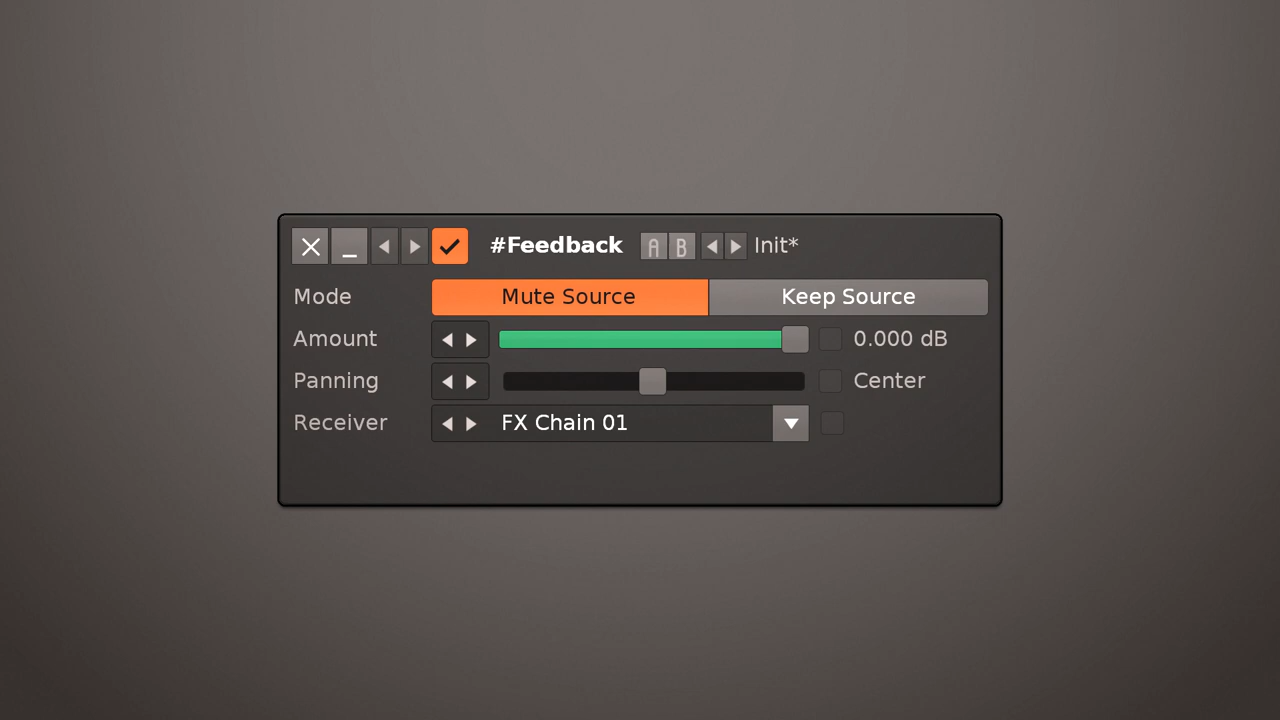 #Feedback A B Init*
Mode Mute Source Keep Source
Amount 0.000 dB
Panning Center
Receiver FX Chain 01